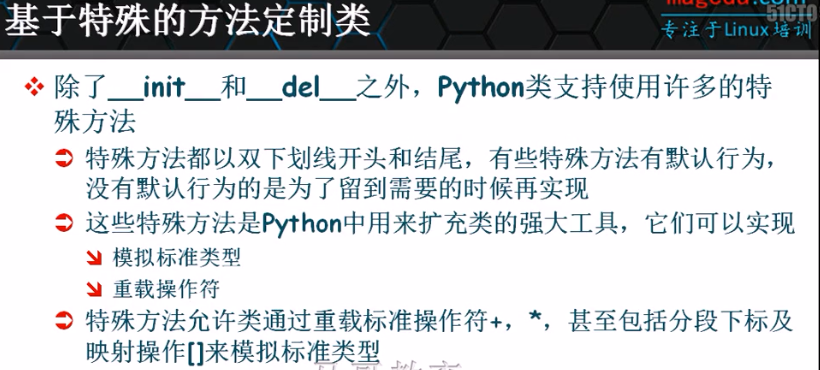 基于特殊的方法定制类
51CTO
专注于Linux培训
除了__init__和__del__之外，Python类支持使用许多的特
殊方法
特殊方法都以双下划线开头和结尾，有些特殊方法有默认行为，
没有默认行为的是为了留到需要的时候再实现
这些特殊方法是Python中用来扩充类的强大工具，它们可以实现
模拟标准类型
重载操作符
特殊方法允许类通过重载标准操作符+，*，甚至包括分段下标及
映射操作[]来模拟标准类型